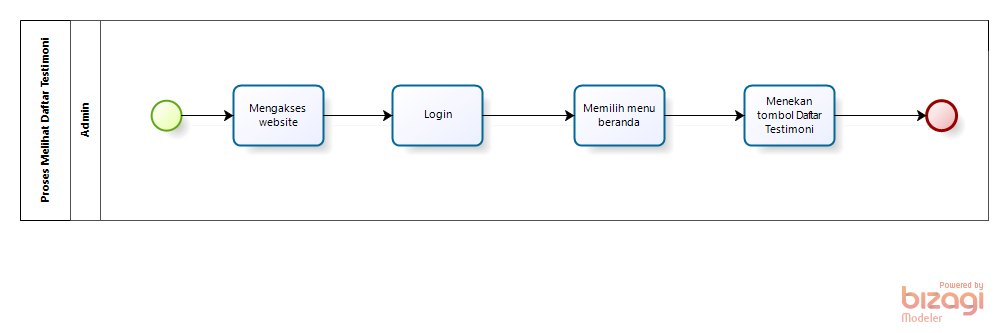 Proses Melihat Daftar Testimoni
Admin
Mengakses
website
Login
Memilih menu
beranda
Menekan
tombol Daftar
Testimoni
Powered by
bizagi
Modeler